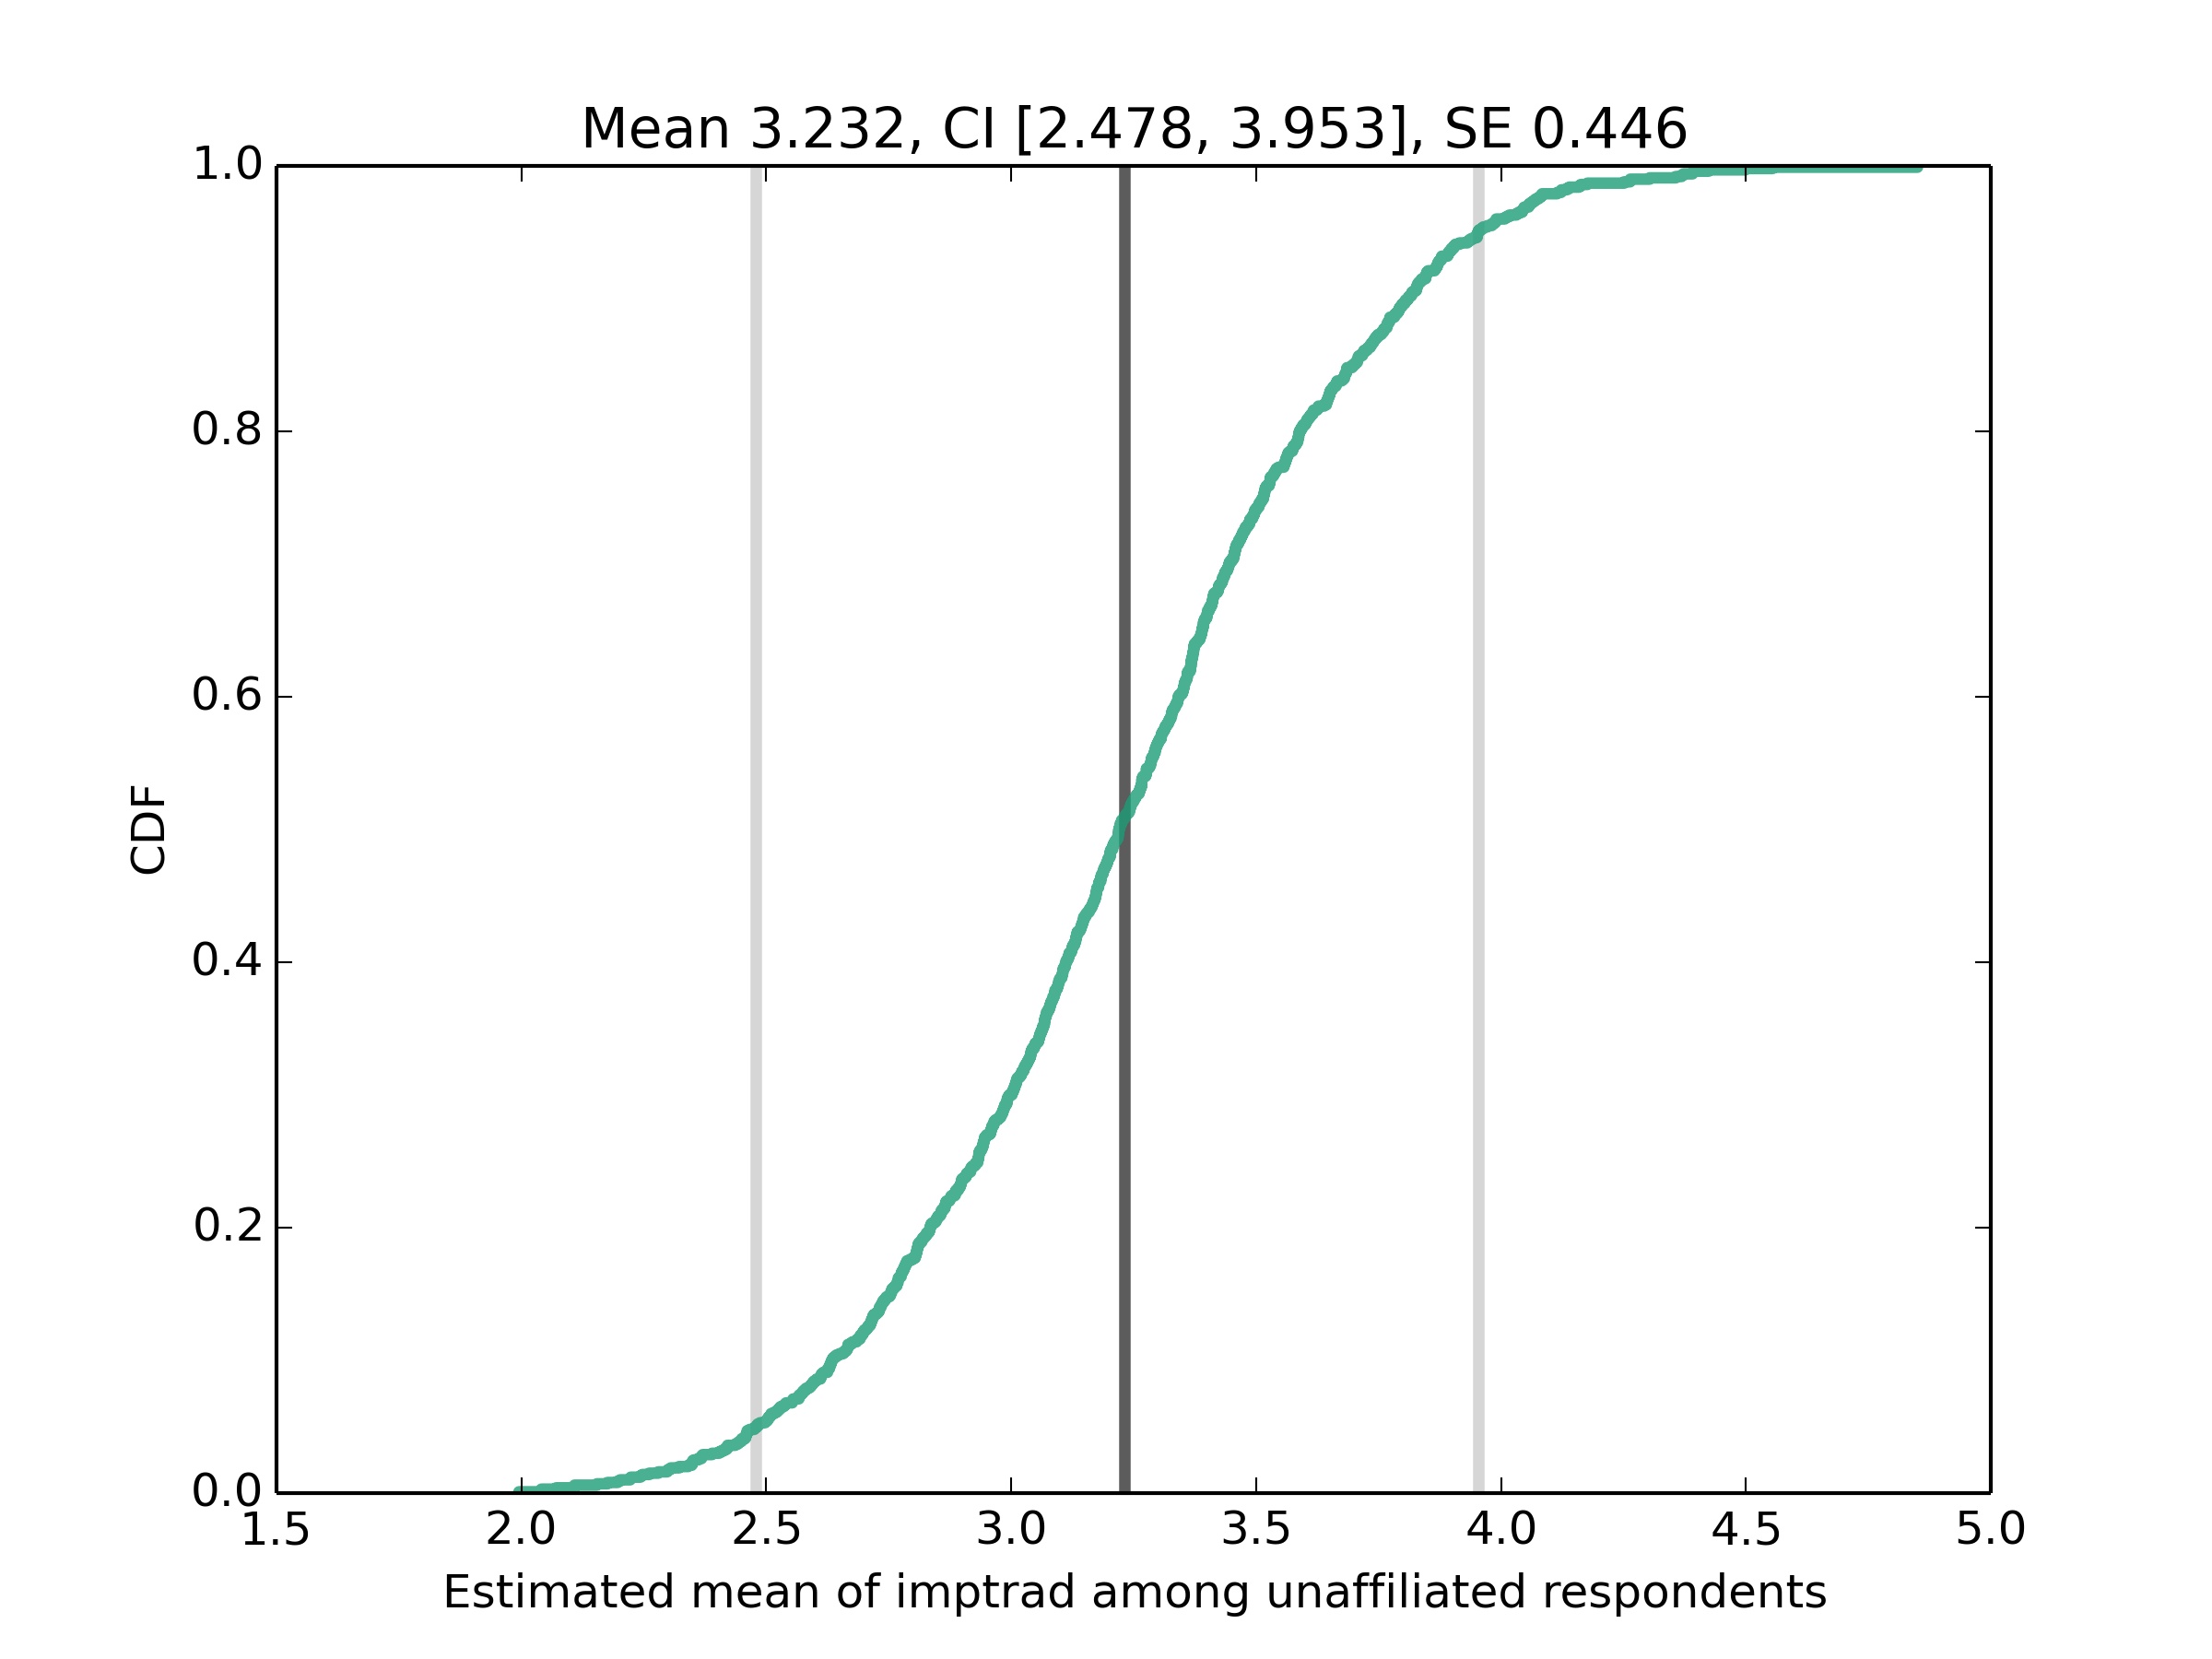 Mean 3.232, CI [2.478, 3.953], SE 0.446
1.0
0.8
0.6
0.4
0.2
0.0
CDF
1.5 2.0 2.5 3.0 3.5 4.0 4.5 5.0
Estimated mean of imptrad among unaffiliated respondents